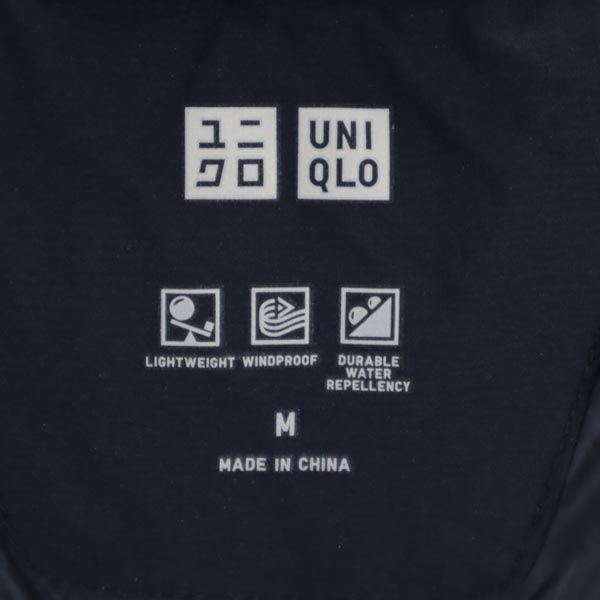 ユニ
クロ
UNI
QLO
LIGHTWEIGHT
WINDPROOF
DURABLE
WATER
REPELLENCY
M
MADE IN CHINA